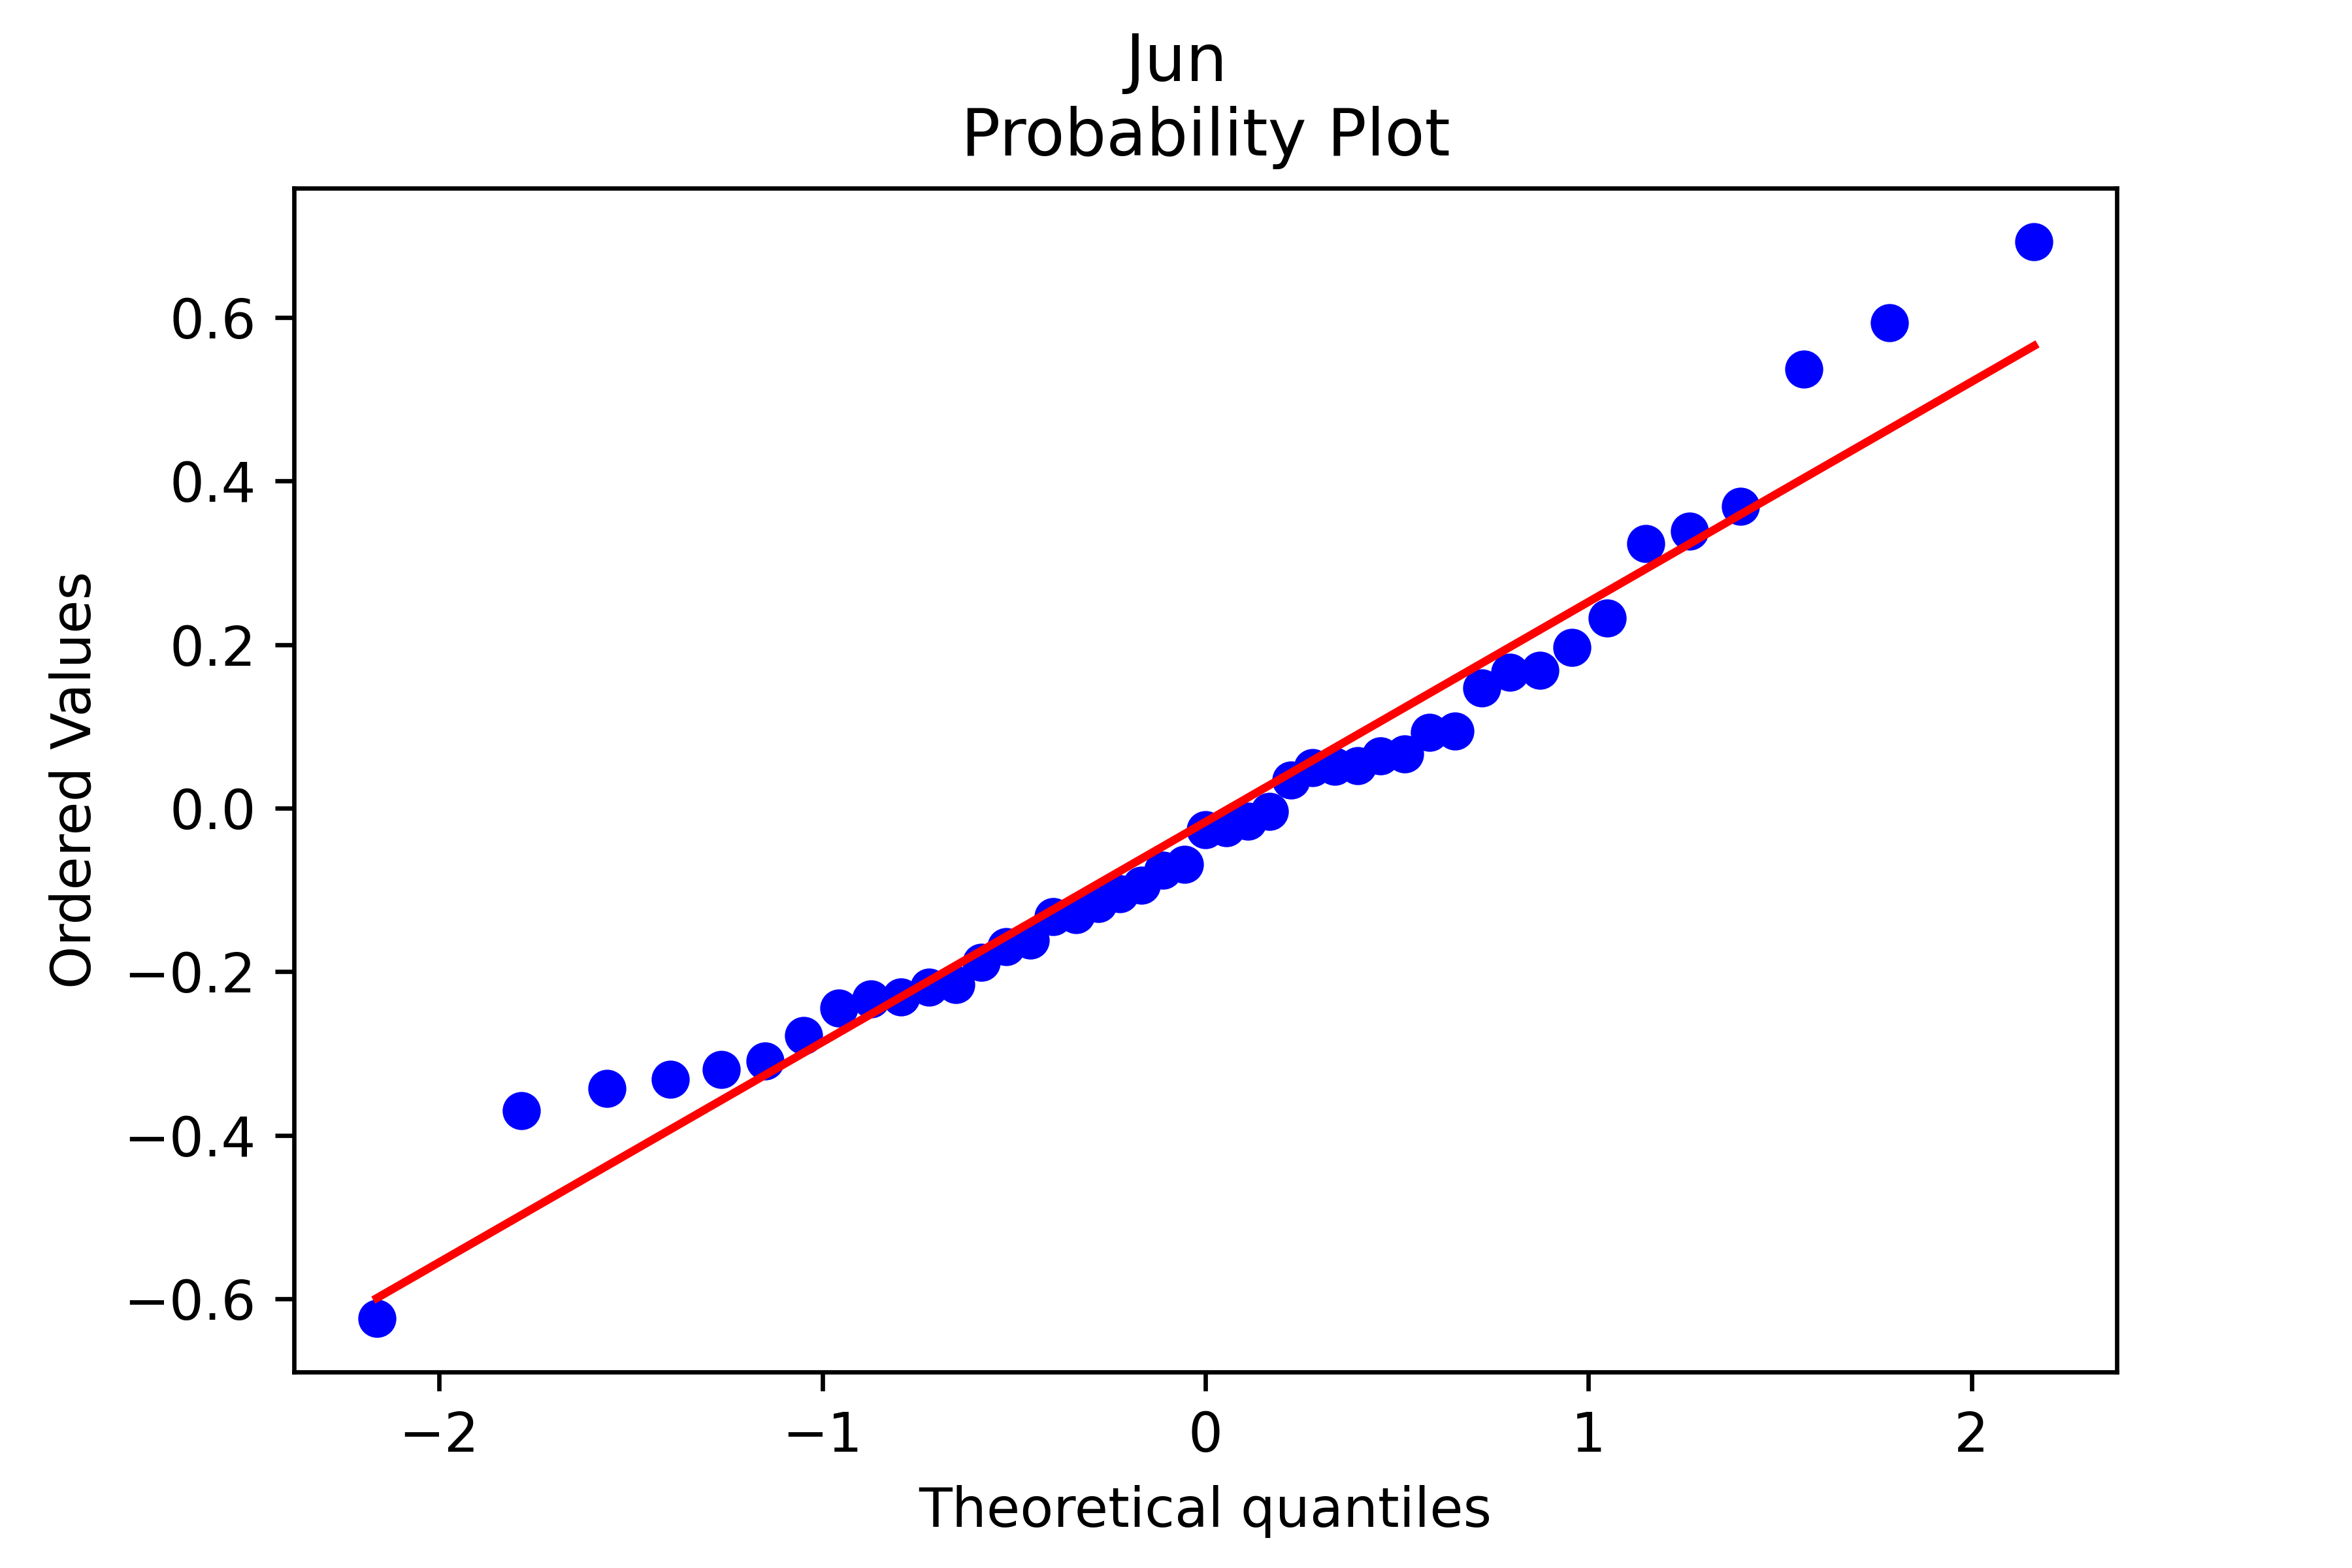 Jun
Probability Plot
0.6
0.4
0.2
0.0
−0.2
−0.4
−0.6
Ordered Values
−2 −1 0 1 2
Theoretical quantiles